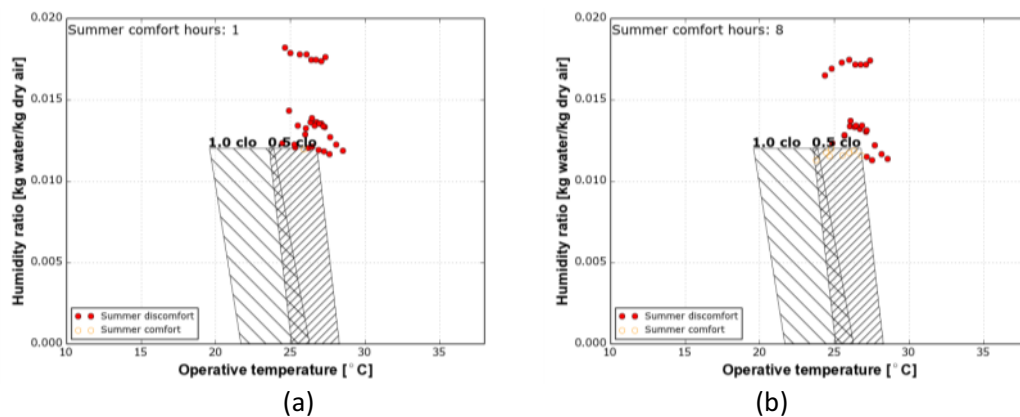 Summer comfort hours: 1
0.020
0.015
0.010
0.005
0.000
Humidity ratio [kg water/kg dry air]
1.0 clo 0.5 clo
Summer discomfort
Summer comfort
10 15 20 25 30 35
Operative temperature [°C]
(a)
Summer comfort hours: 8
0.020
0.015
0.010
0.005
0.000
Humidity ratio [kg water/kg dry air]
1.0 clo 0.5 clo
Summer discomfort
Summer comfort
10 15 20 25 30 35
Operative temperature [°C]
(b)